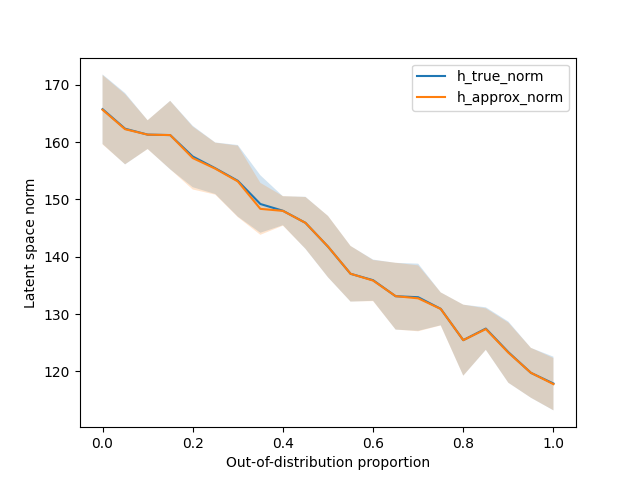 h_true_norm
h_approx_norm
170
160
150
140
130
120
Latent space norm
0.0 0.2 0.4 0.6 0.8 1.0
Out-of-distribution proportion